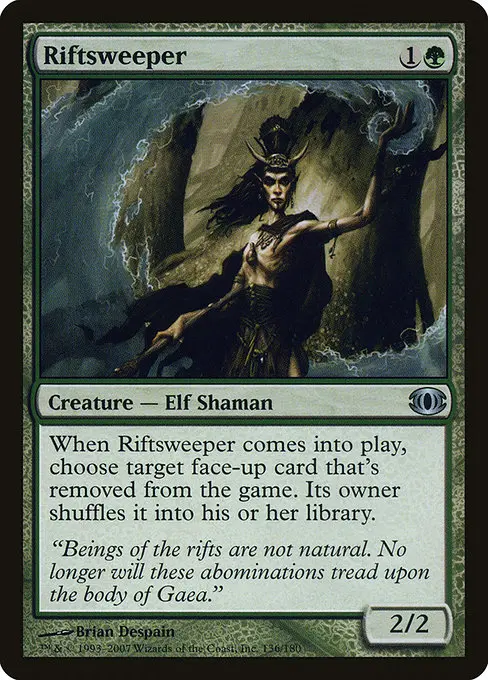 Riftsweeper 1
Creature — Elf Shaman
When Riftsweeper comes into play,
choose target face-up card that's
removed from the game. Its owner
shuffles it into his or her library.
“Beings of the rifts are not natural. No
longer will these abominations tread upon
the body of Gaea.”
2/2
Brian Despain
™ & © 1993–2007 Wizards of the Coast, Inc. 136/180